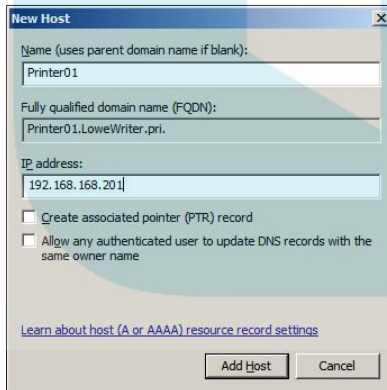 New Host
Name (uses parent domain name if blank):
Printer01
Fully qualified domain name (FQDN):
Printer01.LoweWriter.pri.
IP address:
192.168.168.201
Create associated pointer (PTR) record
Allow any authenticated user to update DNS records with the
same owner name
Learn about host (A or AAAA) resource record settings
Add Host Cancel